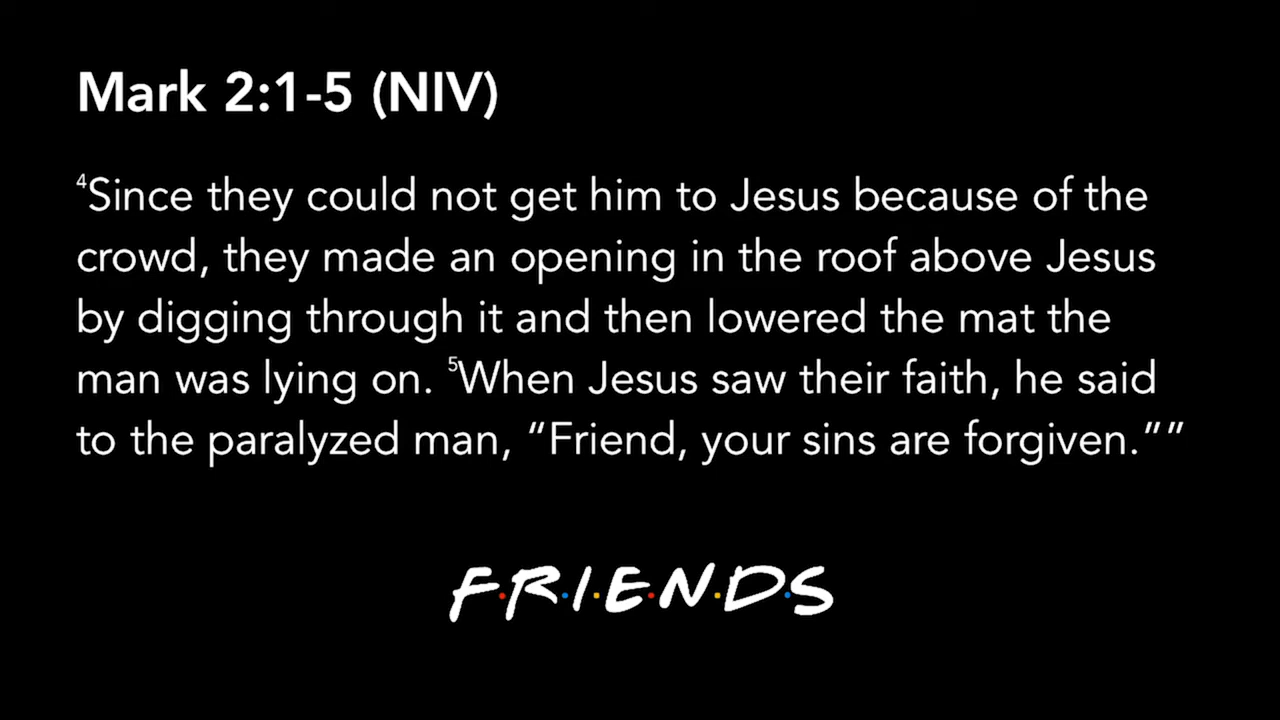 Mark 2:1-5 (NIV)
⁴Since they could not get him to Jesus because of the
crowd, they made an opening in the roof above Jesus
by digging through it and then lowered the mat the
man was lying on. ⁵When Jesus saw their faith, he said
to the paralyzed man, “Friend, your sins are forgiven.””
F•R•I•E•N•D•S